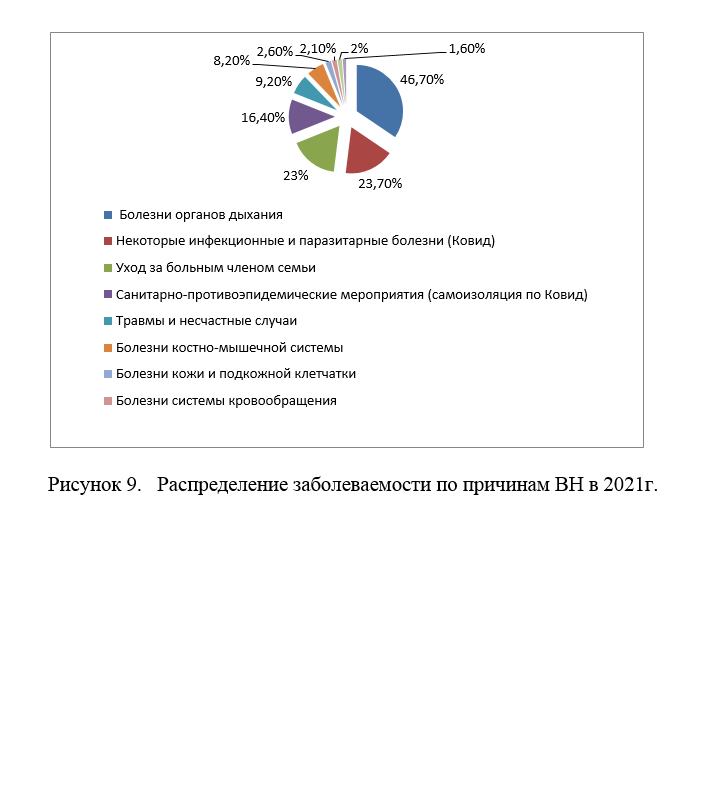 2,60% 2,10% 2% 1,60%
8,20%
9,20% 46,70%
16,40%
23% 23,70%
Болезни органов дыхания
Некоторые инфекционные и паразитарные болезни (Ковид)
Уход за больным членом семьи
Санитарно-противоэпидемические мероприятия (самоизоляция по Ковид)
Травмы и несчастные случаи
Болезни костно-мышечной системы
Болезни кожи и подкожной клетчатки
Болезни системы кровообращения
Рисунок 9. Распределение заболеваемости по причинам ВН в 2021г.